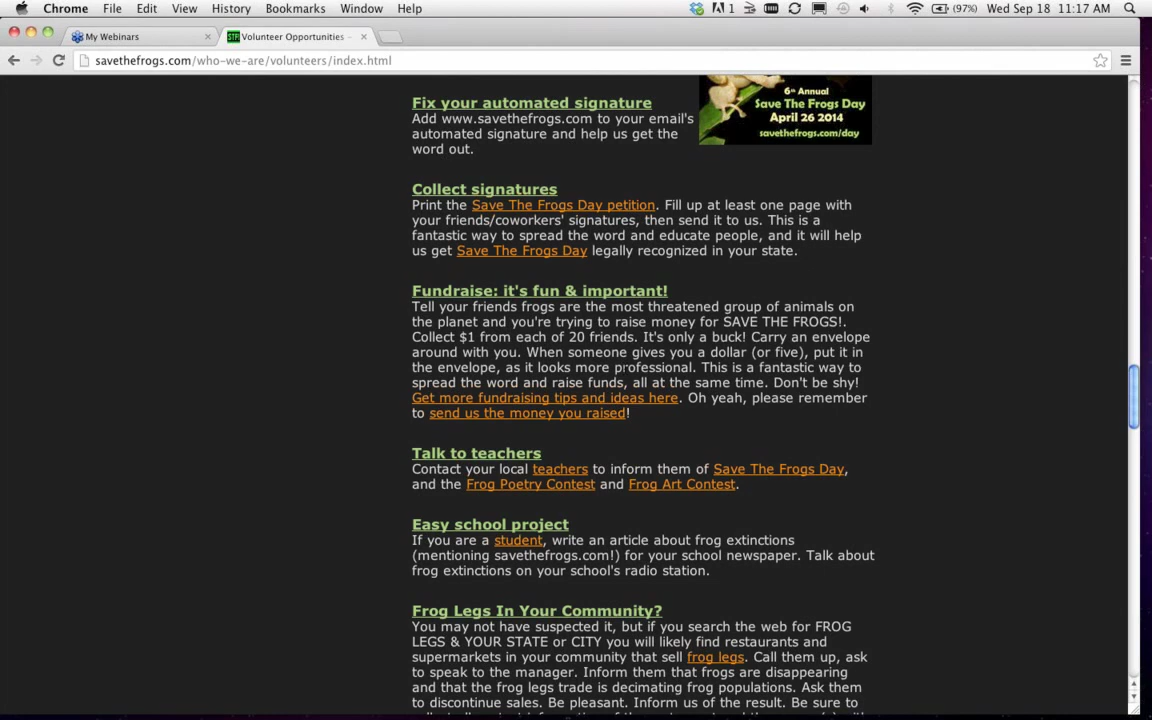 Chrome File Edit View History Bookmarks Window Help 1 (97%) Wed Sep 18 11:17 AM
My Webinars × STF Volunteer Opportunities - ×
savethefrogs.com/who-we-are/volunteers/index.html
6th Annual
Save The Frogs Day
April 26 2014
savethefrogs.com/day
Fix your automated signature
Add www.savethefrogs.com to your email's
automated signature and help us get the
word out.
Collect signatures
Print the Save The Frogs Day petition. Fill up at least one page with
your friends/coworkers' signatures, then send it to us. This is a
fantastic way to spread the word and educate people, and it will help
us get Save The Frogs Day legally recognized in your state.
Fundraise: it's fun & important!
Tell your friends frogs are the most threatened group of animals on
the planet and you're trying to raise money for SAVE THE FROGS!.
Collect $1 from each of 20 friends. It's only a buck! Carry an envelope
around with you. When someone gives you a dollar (or five), put it in
the envelope, as it looks more professional. This is a fantastic way to
spread the word and raise funds, all at the same time. Don't be shy!
Get more fundraising tips and ideas here. Oh yeah, please remember
to send us the money you raised!
Talk to teachers
Contact your local teachers to inform them of Save The Frogs Day,
and the Frog Poetry Contest and Frog Art Contest.
Easy school project
If you are a student, write an article about frog extinctions
(mentioning savethefrogs.com!) for your school newspaper. Talk about
frog extinctions on your school's radio station.
Frog Legs In Your Community?
You may not have suspected it, but if you search the web for FROG
LEGS & YOUR STATE or CITY you will likely find restaurants and
supermarkets in your community that sell frog legs. Call them up, ask
to speak to the manager. Inform them that frogs are disappearing
and that the frog legs trade is decimating frog populations. Ask them
to discontinue sales. Be pleasant. Inform us of the result. Be sure to